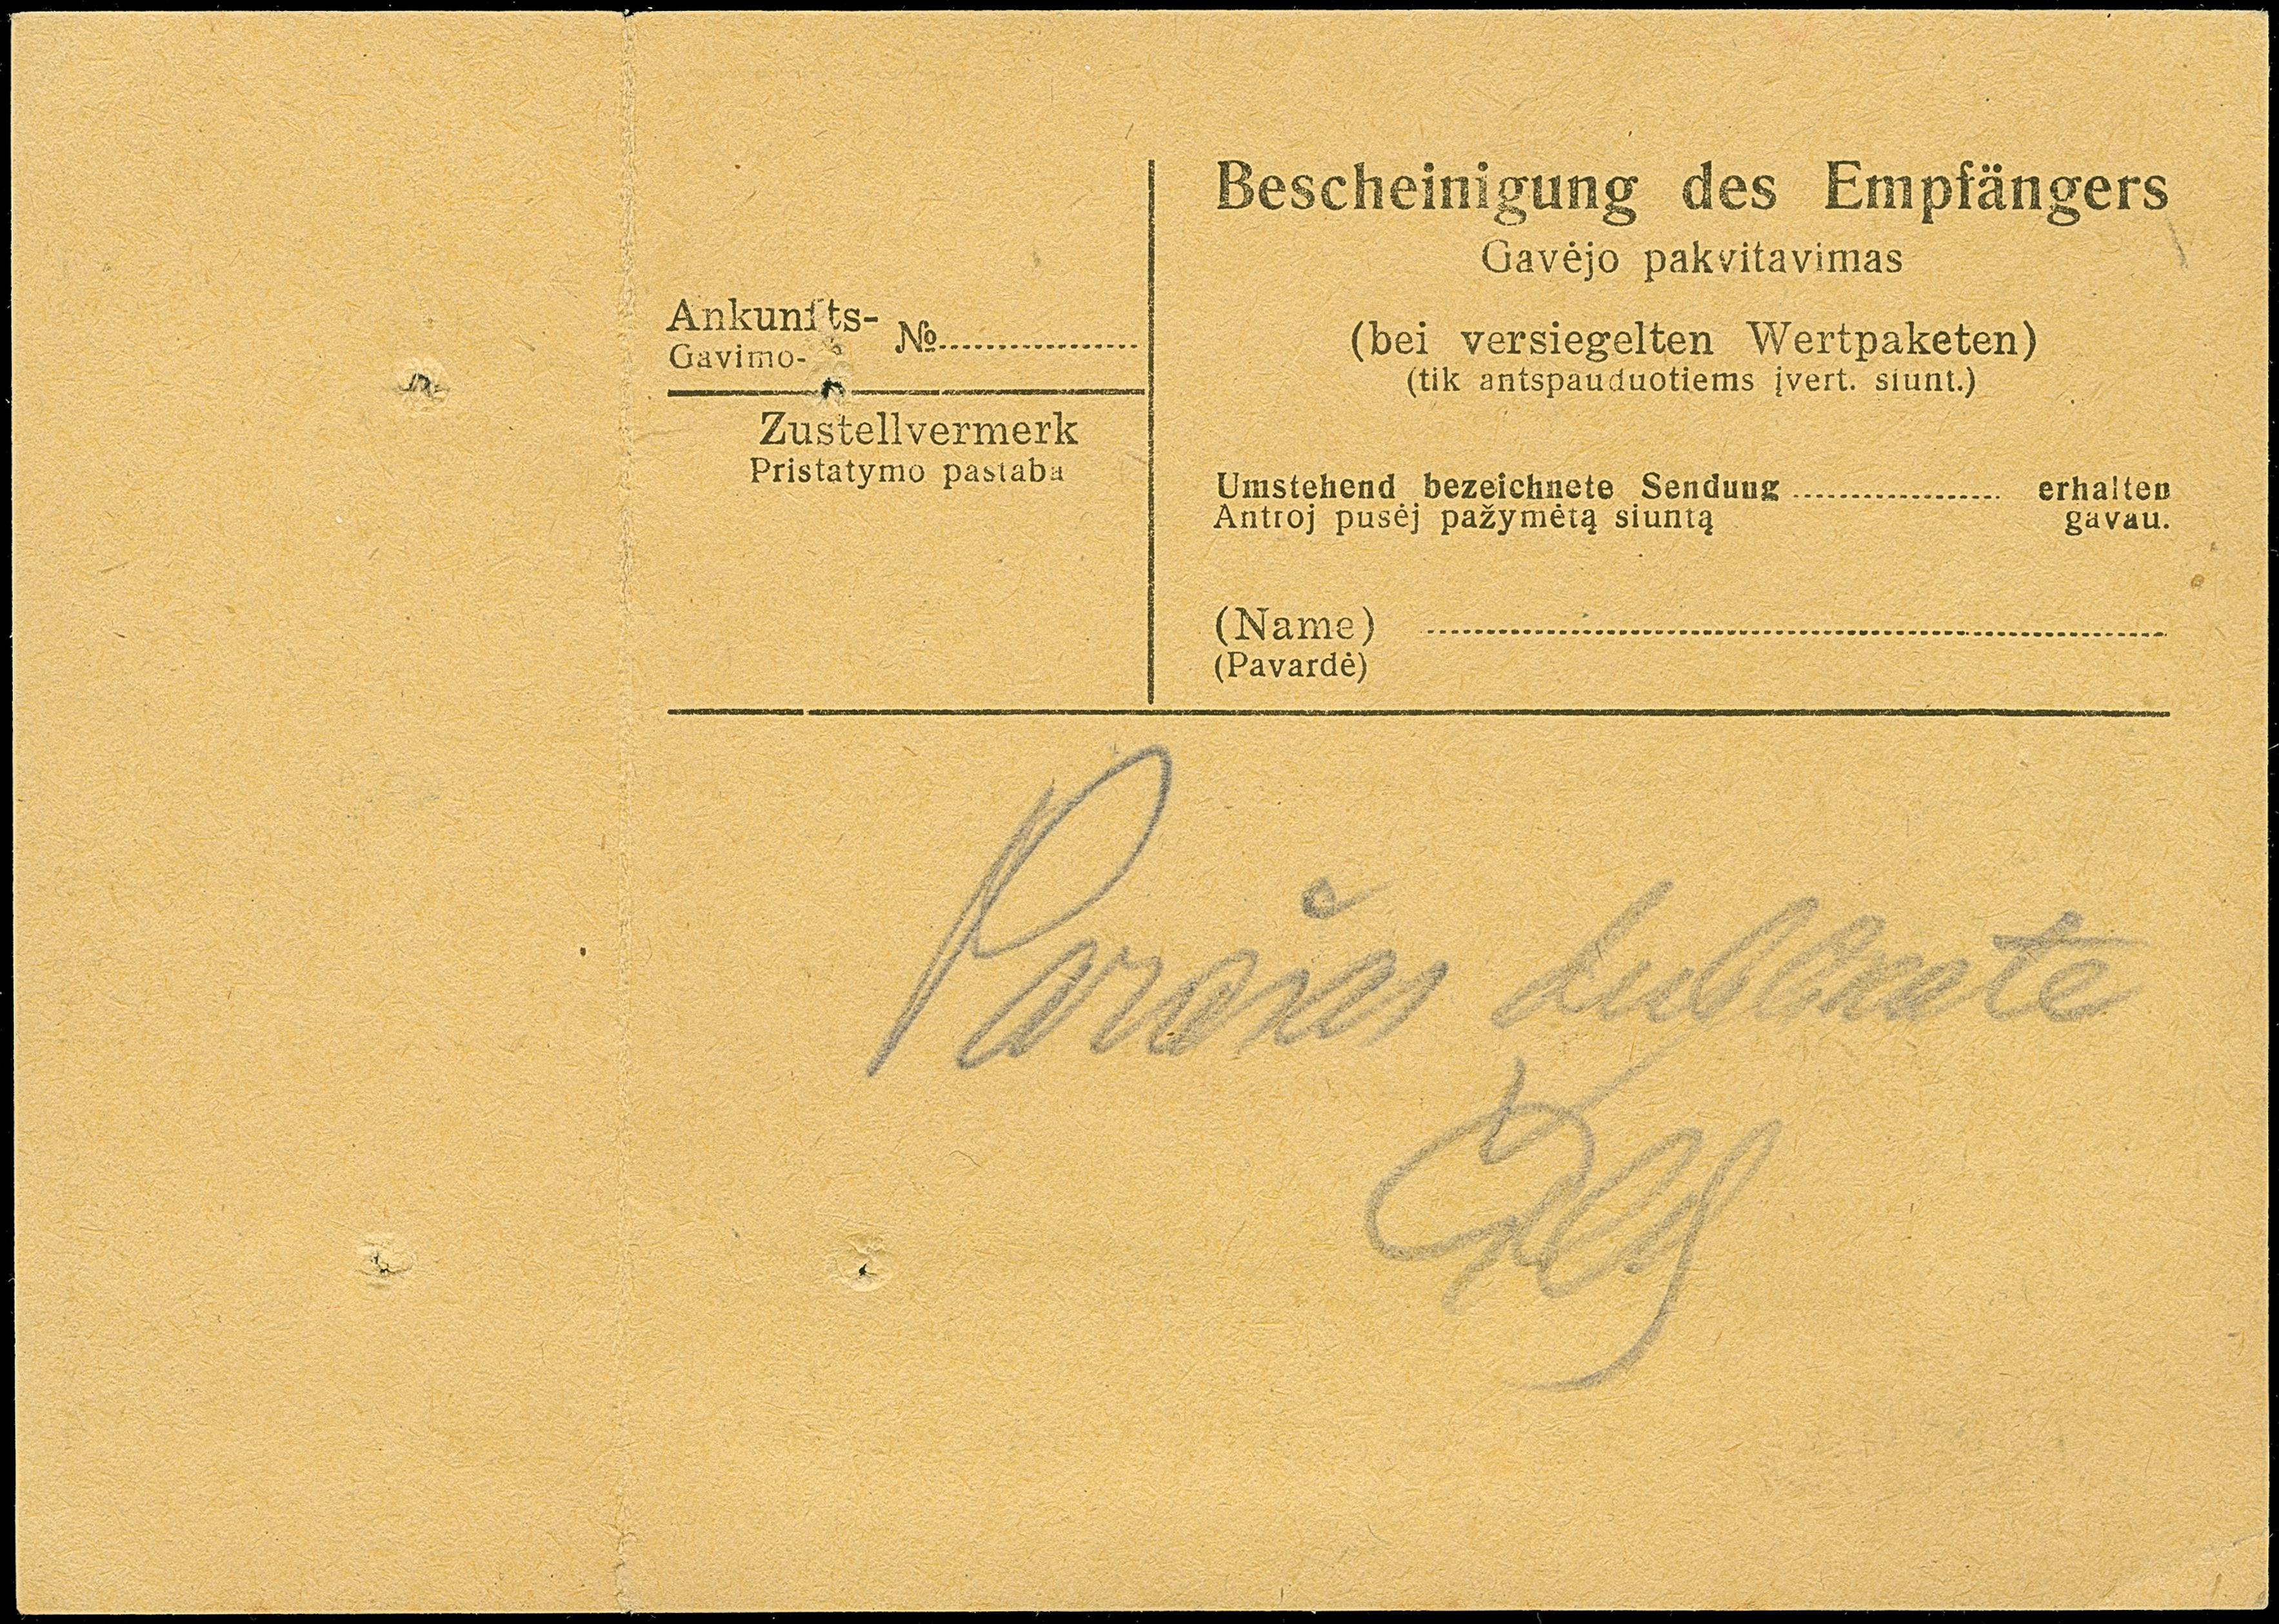 Ankunfts-
Gavimo-
№
Zustellvermerk
Pristatymo pastaba
Bescheinigung des Empfängers
Gavėjo pakvitavimas
(bei versiegelten Wertpaketen)
(tik antspauduotiems įvert. siunt.)
Umstehend bezeichnete Sendung erhalten
Antroj pusėj pažymėtą siuntą gavau.
(Name)
(Pavardė)